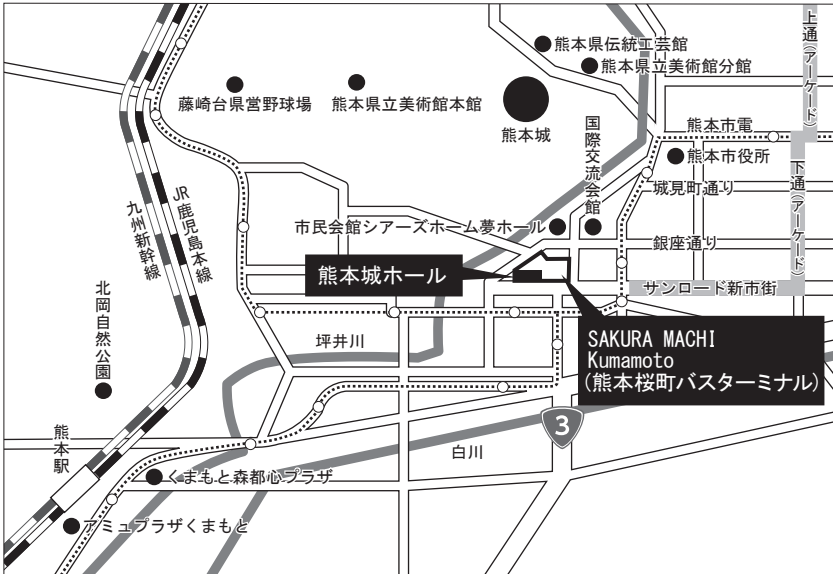 熊本県伝統工芸館
熊本県立美術館分館
上通(アーケード)
藤崎台県営野球場
熊本県立美術館本館
熊本城
国際交流会館
熊本市電
熊本市役所
城見町通り
下通(アーケード)
九州新幹線
JR鹿児島本線
市民会館シアーズホーム夢ホール
銀座通り
熊本城ホール
サンロード新市街
北岡自然公園
坪井川
SAKURA MACHI
Kumamoto
(熊本桜町バスターミナル)
3
熊本駅
白川
くまもと森都心プラザ
アミュプラザくまもと